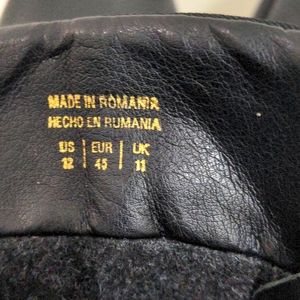 MADE IN ROMANIA
HECHO EN RUMANIA
US | EUR | UK
12 | 45 | 11